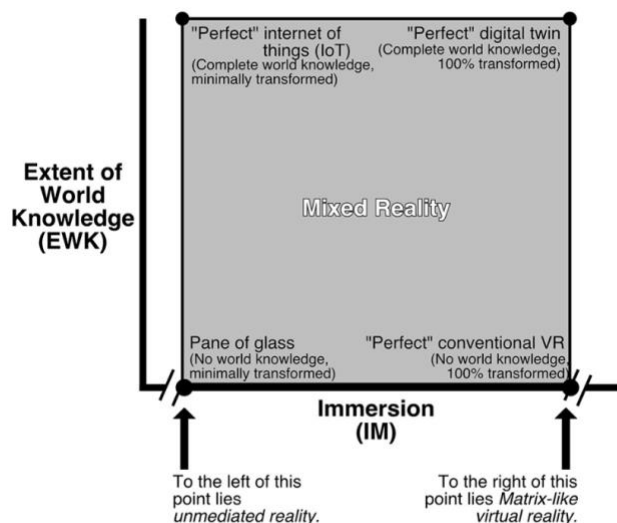 "Perfect" internet of
things (IoT)
(Complete world knowledge,
minimally transformed)
"Perfect" digital twin
(Complete world knowledge,
100% transformed)
Extent of
World
Knowledge
(EWK)
Mixed Reality
Pane of glass
(No world knowledge,
minimally transformed)
"Perfect" conventional VR
(No world knowledge,
100% transformed)
Immersion
(IM)
To the left of this
point lies
unmediated reality.
To the right of this
point lies Matrix-like
virtual reality.